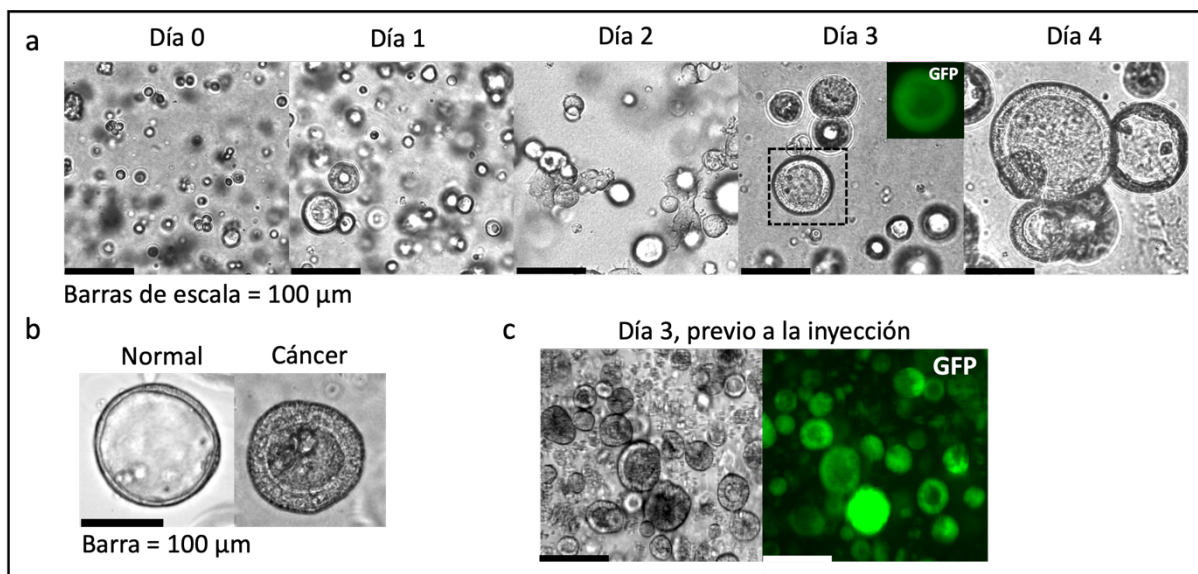 a
Día 0
Día 1
Día 2
Día 3
Día 4
GFP
Barras de escala = 100 µm
b
Normal
Cáncer
Barra = 100 µm
c
Día 3, previo a la inyección
GFP